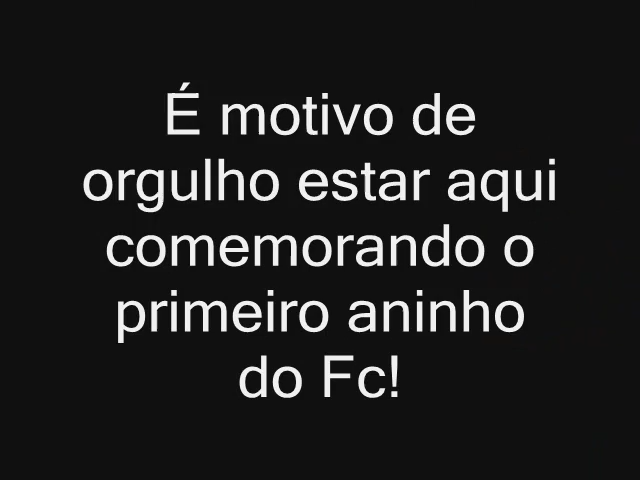 É motivo de
orgulho estar aqui
comemorando o
primeiro aninho
do Fc!